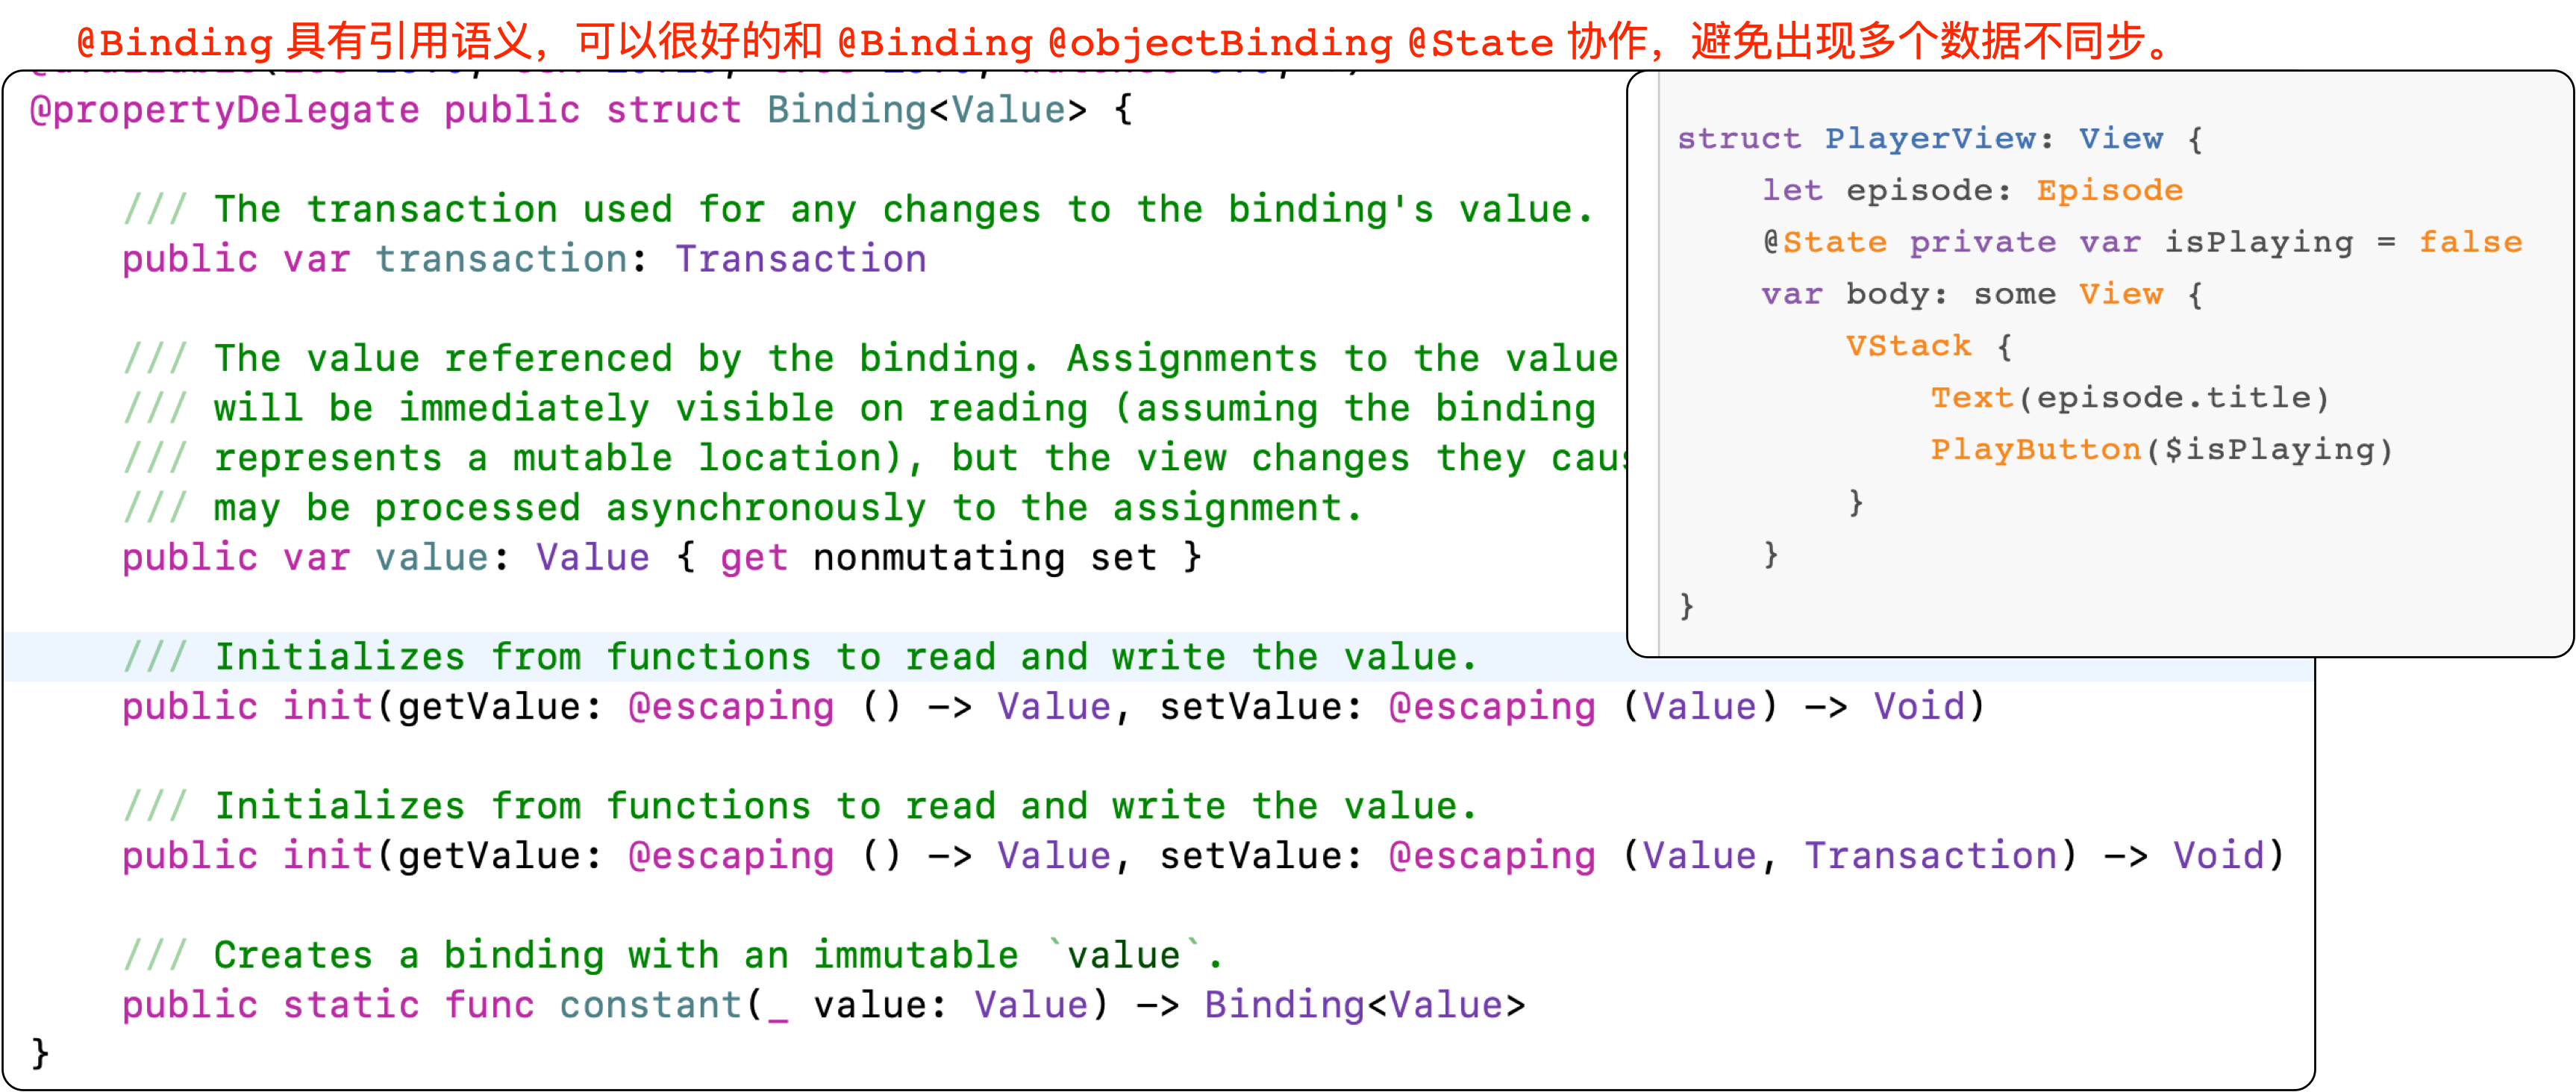 @Binding 具有引用语义，可以很好的和 @Binding @objectBinding @State 协作，避免出现多个数据不同步。
@propertyDelegate public struct Binding<Value> {
/// The transaction used for any changes to the binding's value.
public var transaction: Transaction
/// The value referenced by the binding. Assignments to the value
/// will be immediately visible on reading (assuming the binding
/// represents a mutable location), but the view changes they
/// may be processed asynchronously to the assignment.
public var value: Value { get nonmutating set }
/// Initializes from functions to read and write the value.
public init(getValue: @escaping () -> Value, setValue: @escaping (Value) -> Void)
/// Initializes from functions to read and write the value.
public init(getValue: @escaping () -> Value, setValue: @escaping (Value, Transaction) -> Void)
/// Creates a binding with an immutable `value`.
public static func constant(_ value: Value) -> Binding<Value>
}
struct PlayerView: View {
let episode: Episode
@State private var isPlaying = false
var body: some View {
VStack {
Text(episode.title)
PlayButton($isPlaying)
}
}
}